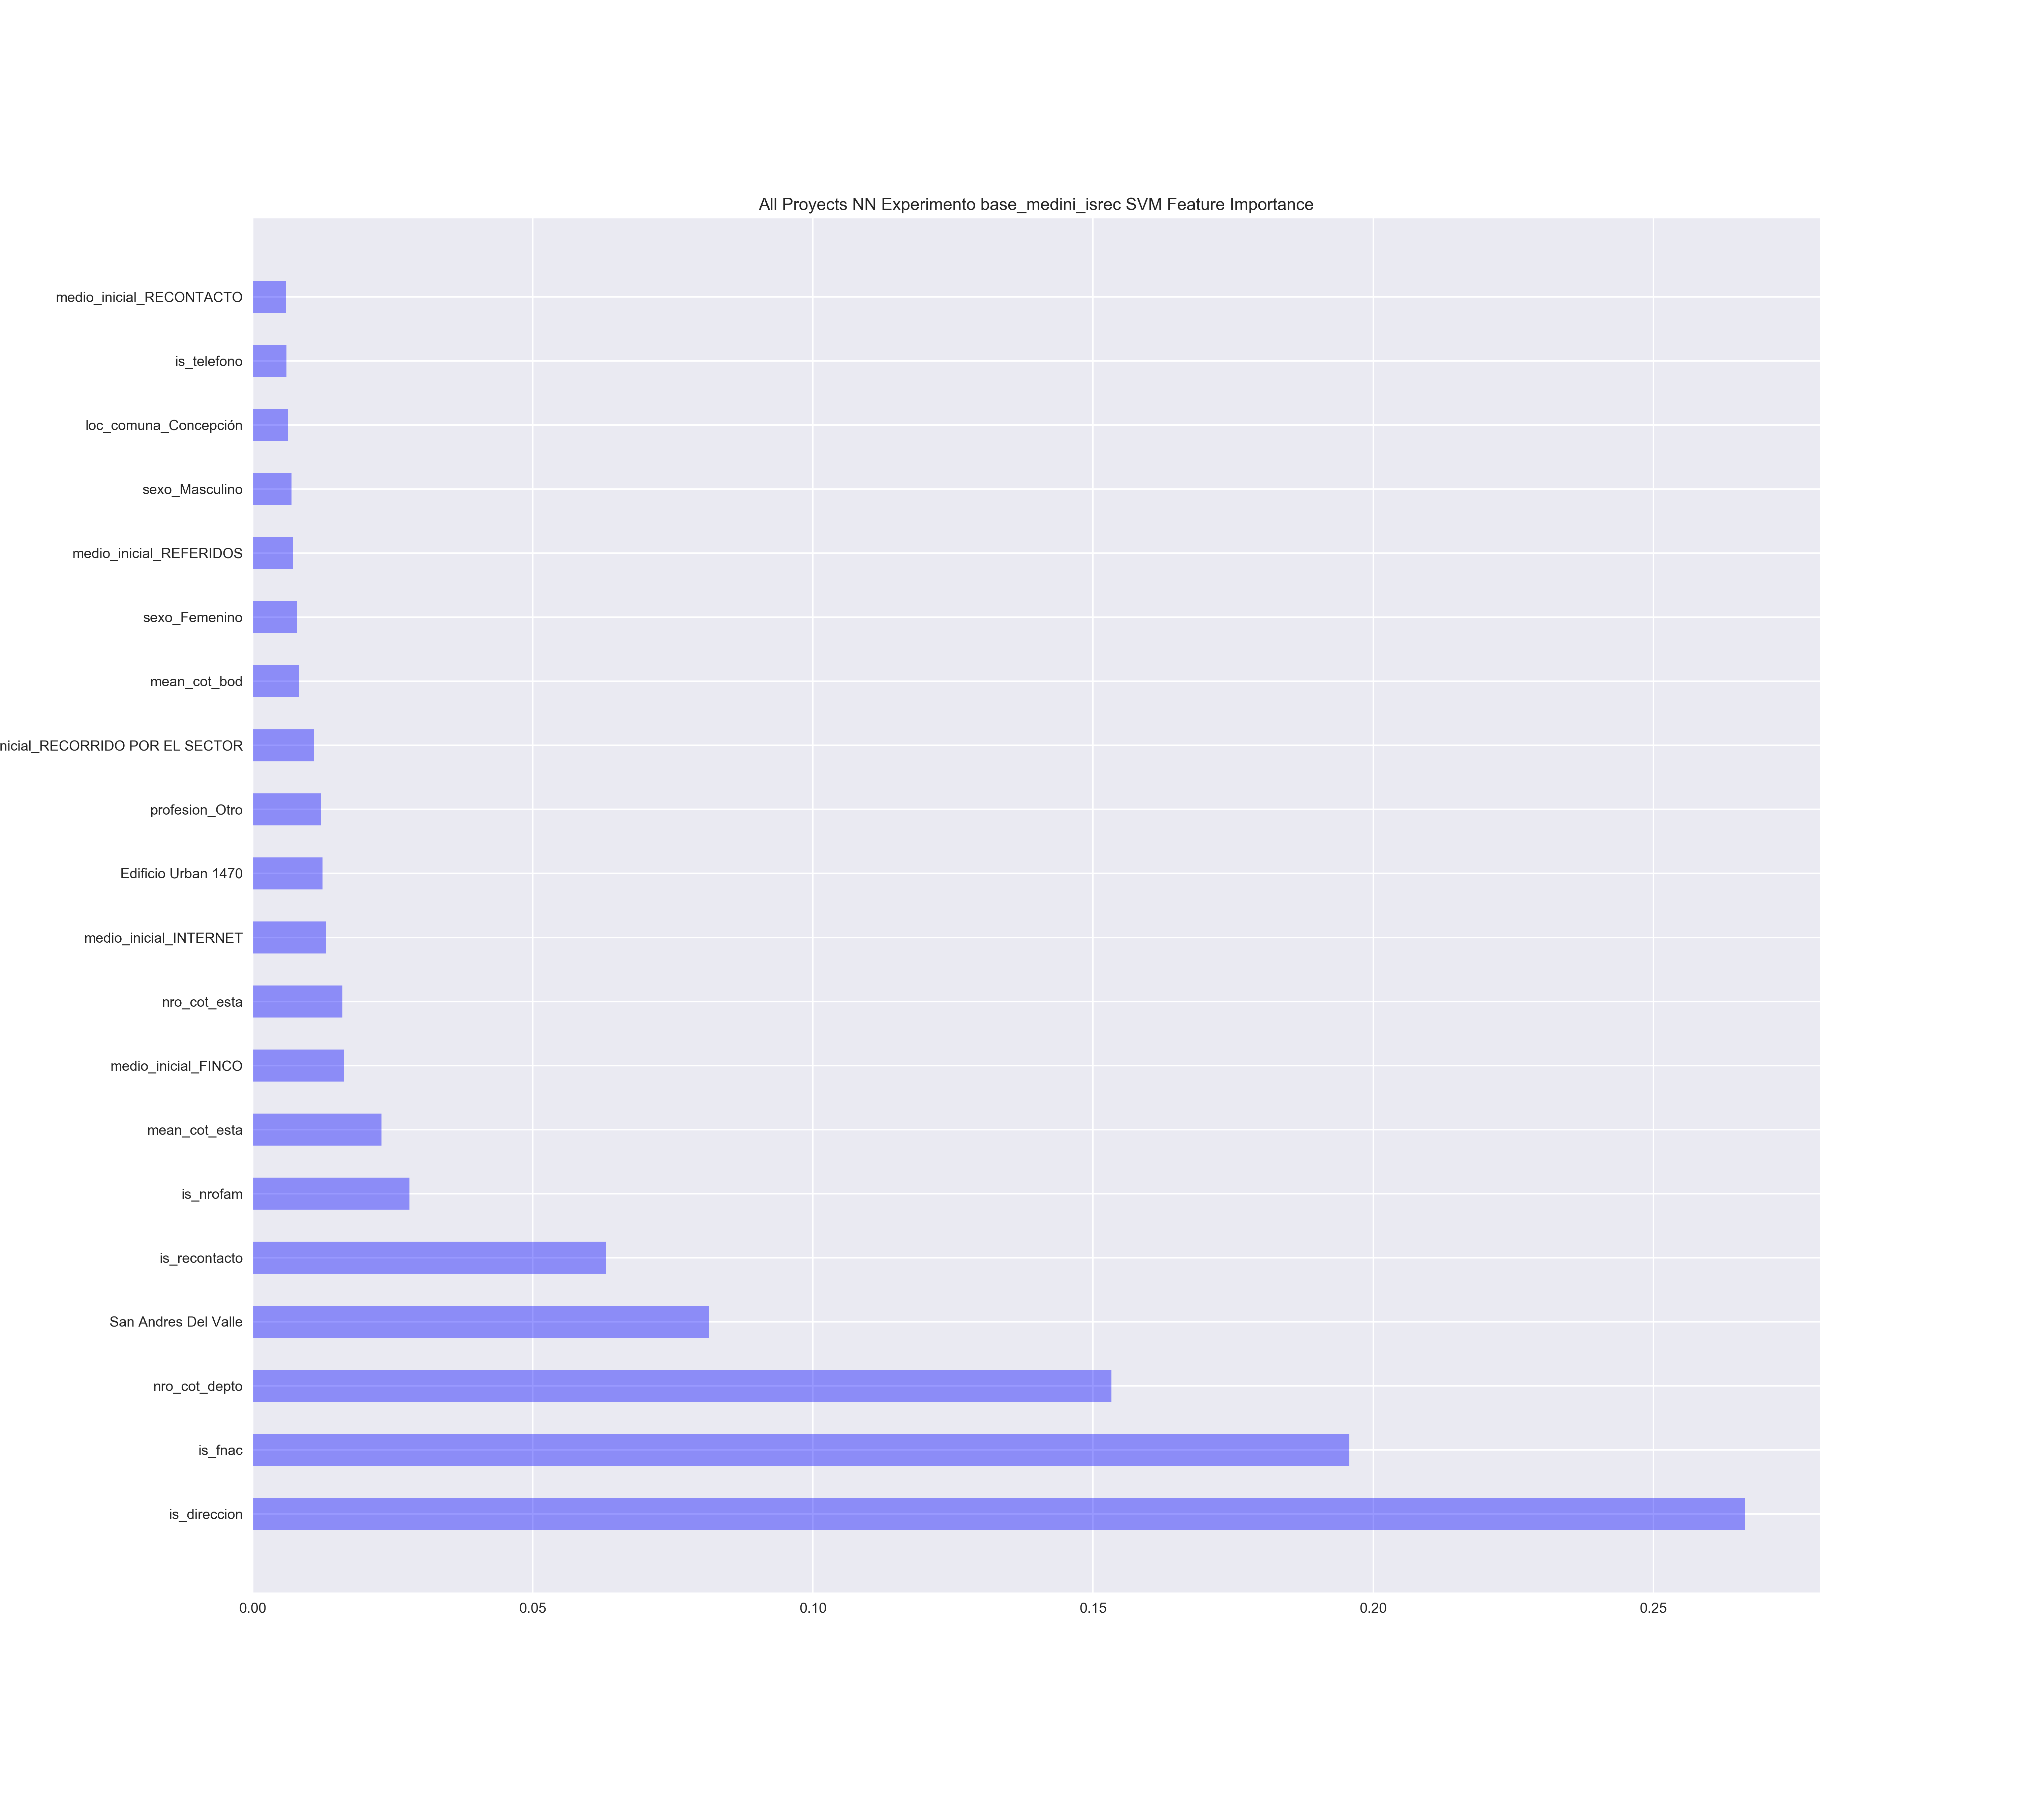 All Proyects NN Experimento base_medini_isrec SVM Feature Importance
medio_inicial_RECONTACTO
is_telefono
loc_comuna_Concepción
sexo_Masculino
medio_inicial_REFERIDOS
sexo_Femenino
mean_cot_bod
nicial_RECORRIDO POR EL SECTOR
profesion_Otro
Edificio Urban 1470
medio_inicial_INTERNET
nro_cot_esta
medio_inicial_FINCO
mean_cot_esta
is_nrofam
is_recontacto
San Andres Del Valle
nro_cot_depto
is_fnac
is_direccion
0.00 0.05 0.10 0.15 0.20 0.25